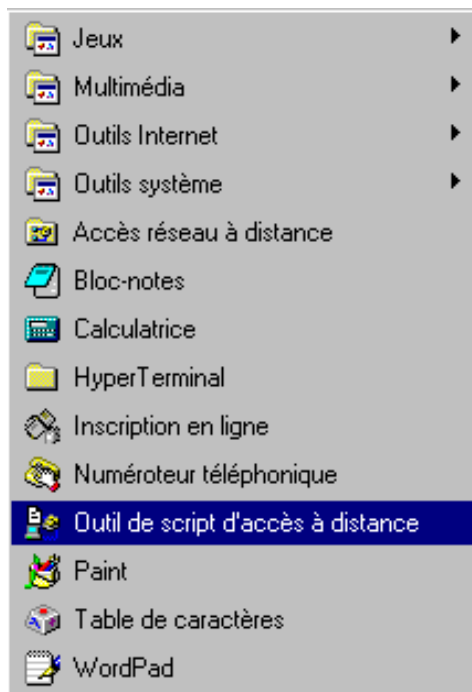 Jeux
Multimédia
Outils Internet
Outils système
Accès réseau à distance
Bloc-notes
Calculatrice
HyperTerminal
Inscription en ligne
Numéroteur téléphonique
Outil de script d'accès à distance
Paint
Table de caractères
WordPad